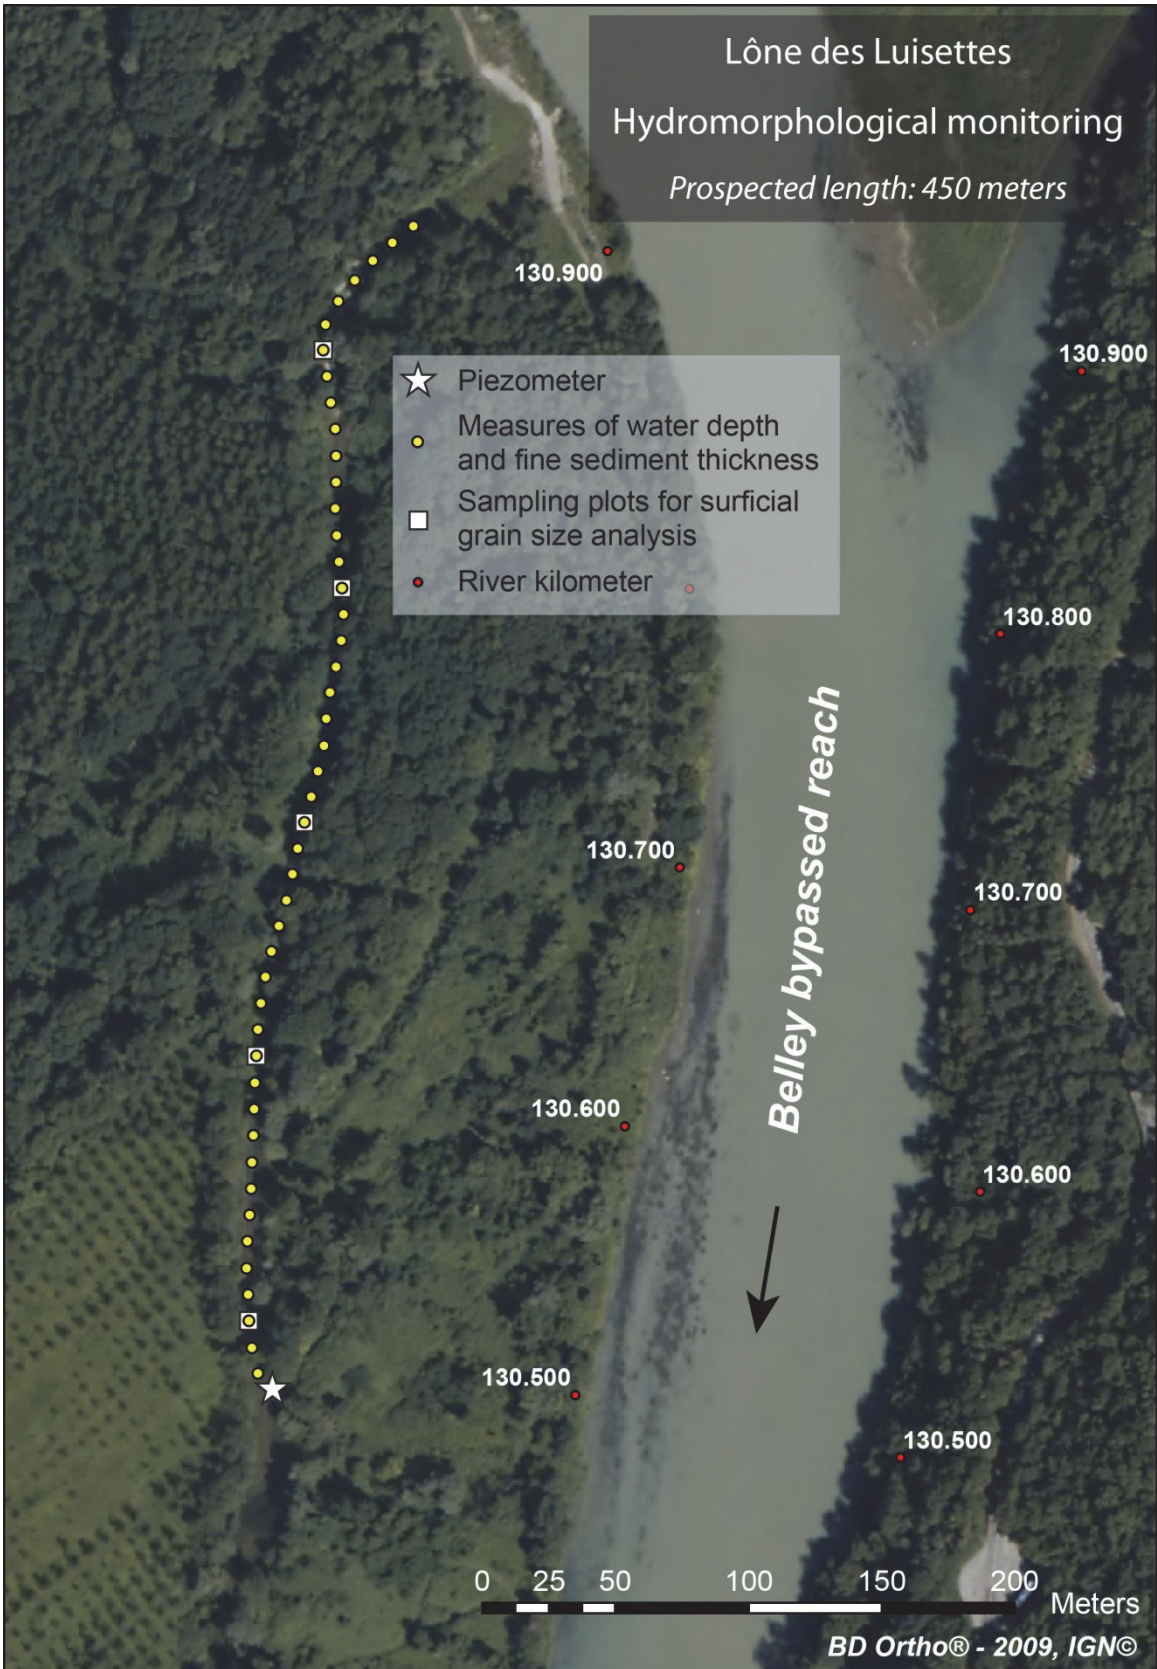 Lône des Luisettes
Hydromorphological monitoring
Prospected length: 450 meters
130.900
130.900
Piezometer
Measures of water depth
and fine sediment thickness
Sampling plots for surficial
grain size analysis
River kilometer
130.800
130.700
130.700
Belley bypassed reach
130.600
130.600
130.500
130.500
0 25 50 100 150 200
Meters
BD Ortho® - 2009, IGN©